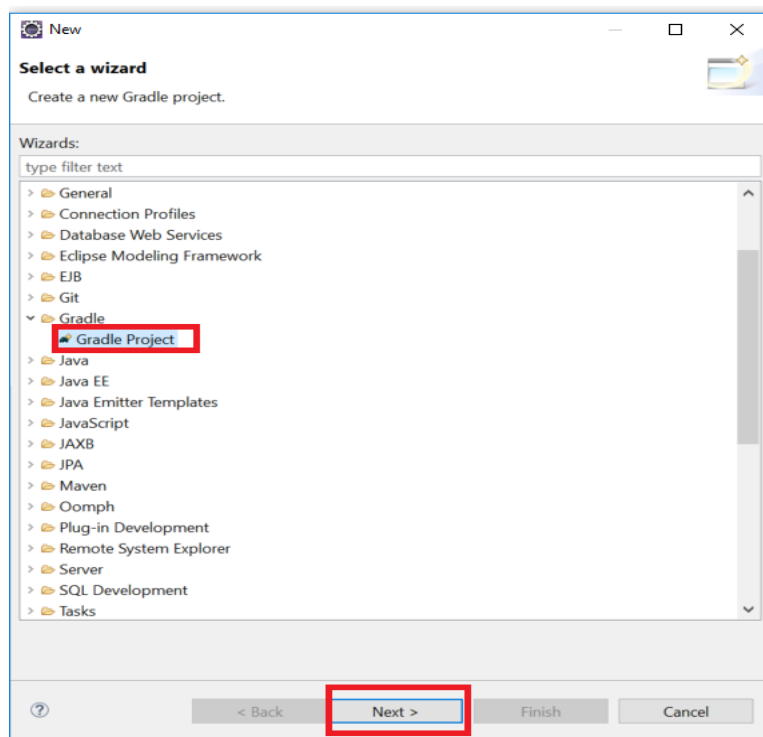 New
Select a wizard
Create a new Gradle project.
Wizards:
type filter text
General
Connection Profiles
Database Web Services
Eclipse Modeling Framework
EJB
Git
Gradle
Gradle Project
Java
Java EE
Java Emitter Templates
JavaScript
JAXB
JPA
Maven
Oomph
Plug-in Development
Remote System Explorer
Server
SQL Development
Tasks
< Back Next > Finish Cancel